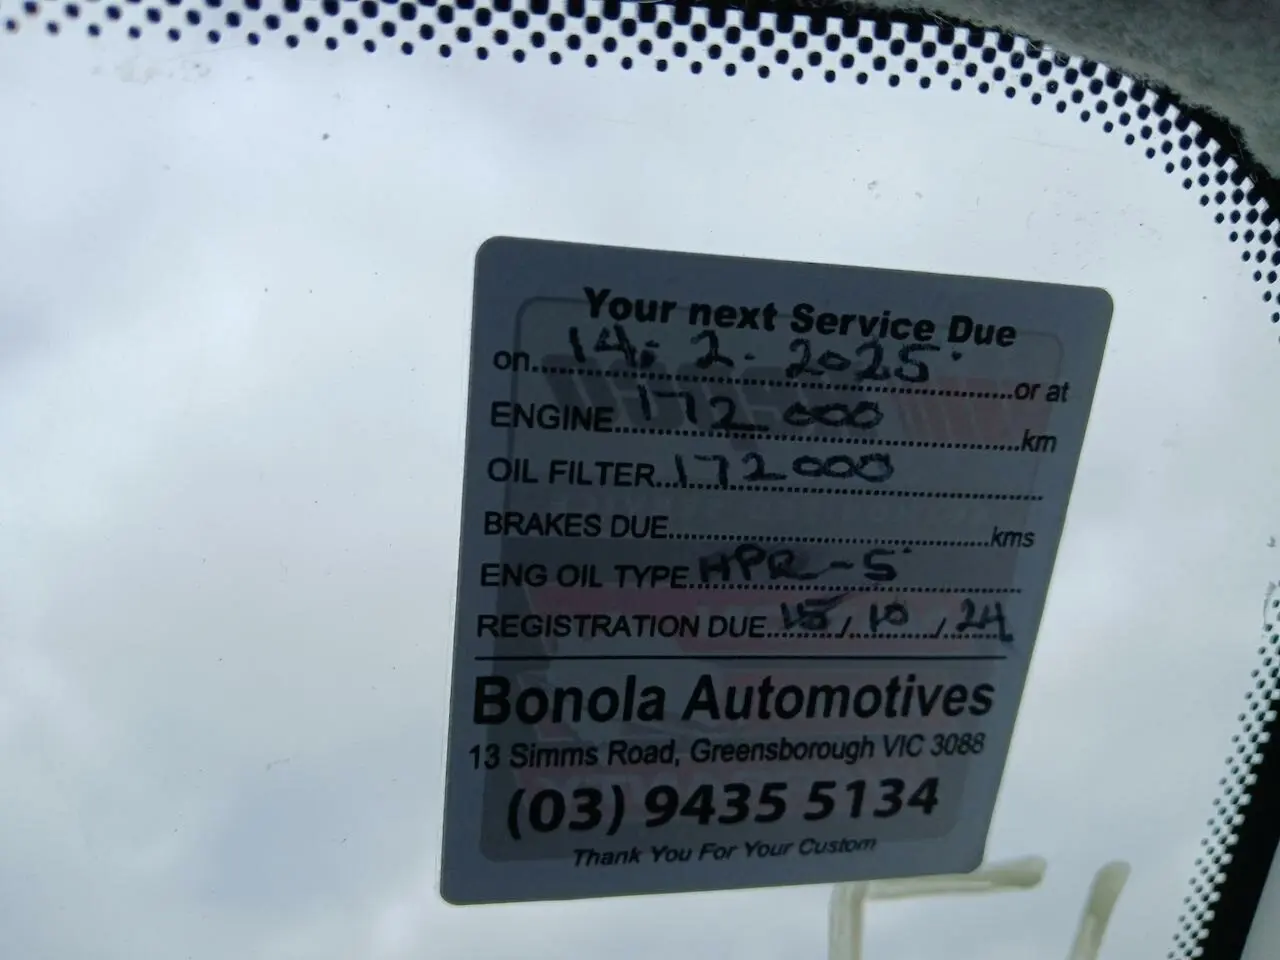 Your next Service Due
on 14. 2. 2025 or at
ENGINE 172 000 km
OIL FILTER 172000
BRAKES DUE kms
ENG OIL TYPE HPR-5
REGISTRATION DUE 15/10/24
Bonola Automotives
13 Simms Road, Greensborough VIC 3088
(03) 9435 5134
Thank You For Your Custom